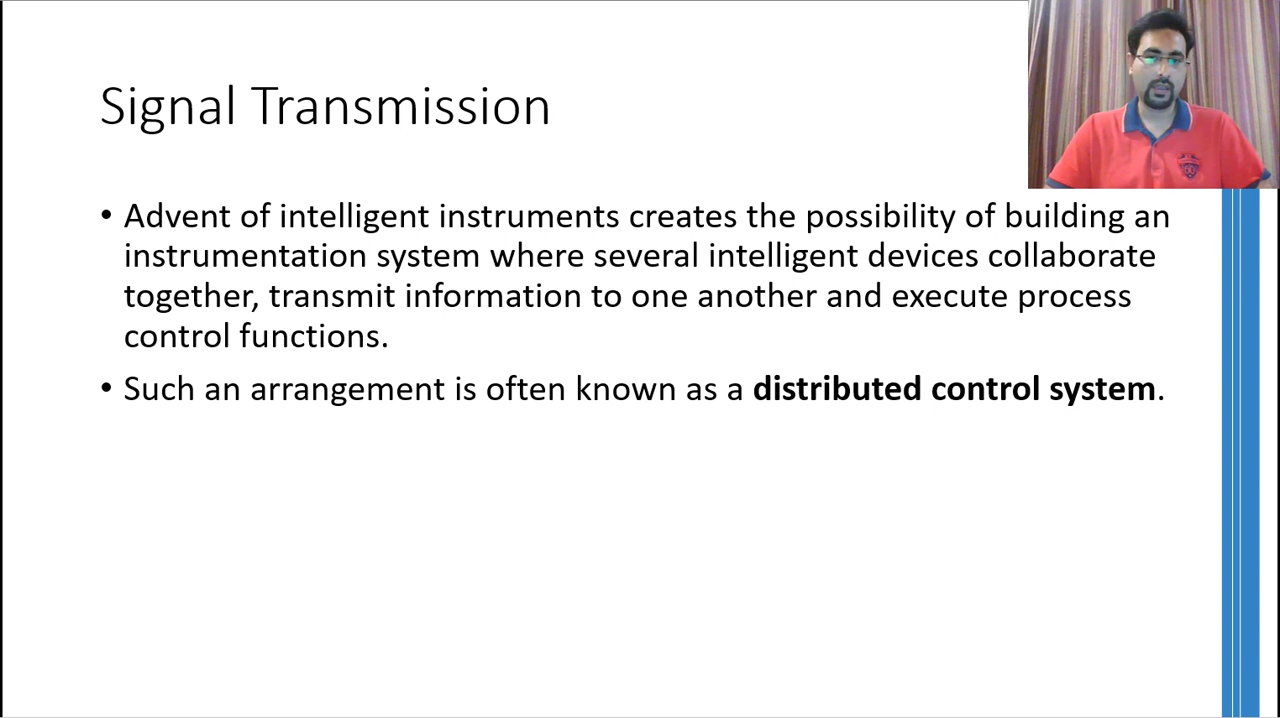 Signal Transmission
• Advent of intelligent instruments creates the possibility of building an
instrumentation system where several intelligent devices collaborate
together, transmit information to one another and execute process
control functions.
• Such an arrangement is often known as a distributed control system.